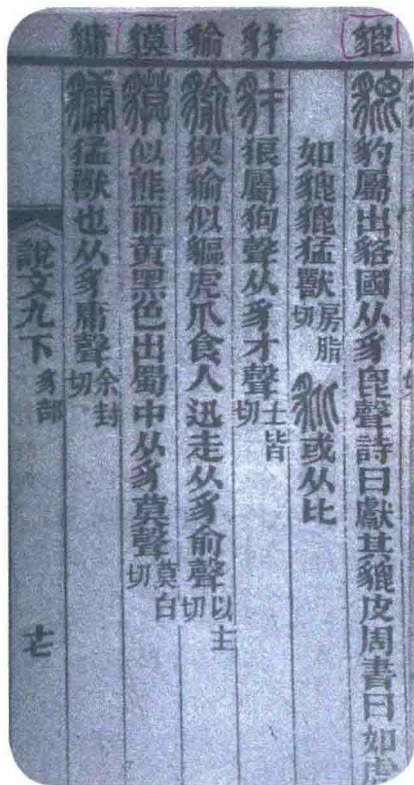 貔
豹屬出貉國从豸毘聲詩曰獻其貔皮周書曰如虎
如貔貔猛獸房脂切 或从比
豺
狼屬狗聲从豸才聲士皆切
貐
猰貐似貙虎爪食人迅走从豸俞聲以主切
貘
似熊而黃黑色出蜀中从豸莫聲莫白切
猛獸也从豸庸聲余封切
說文九下 豸部 十七